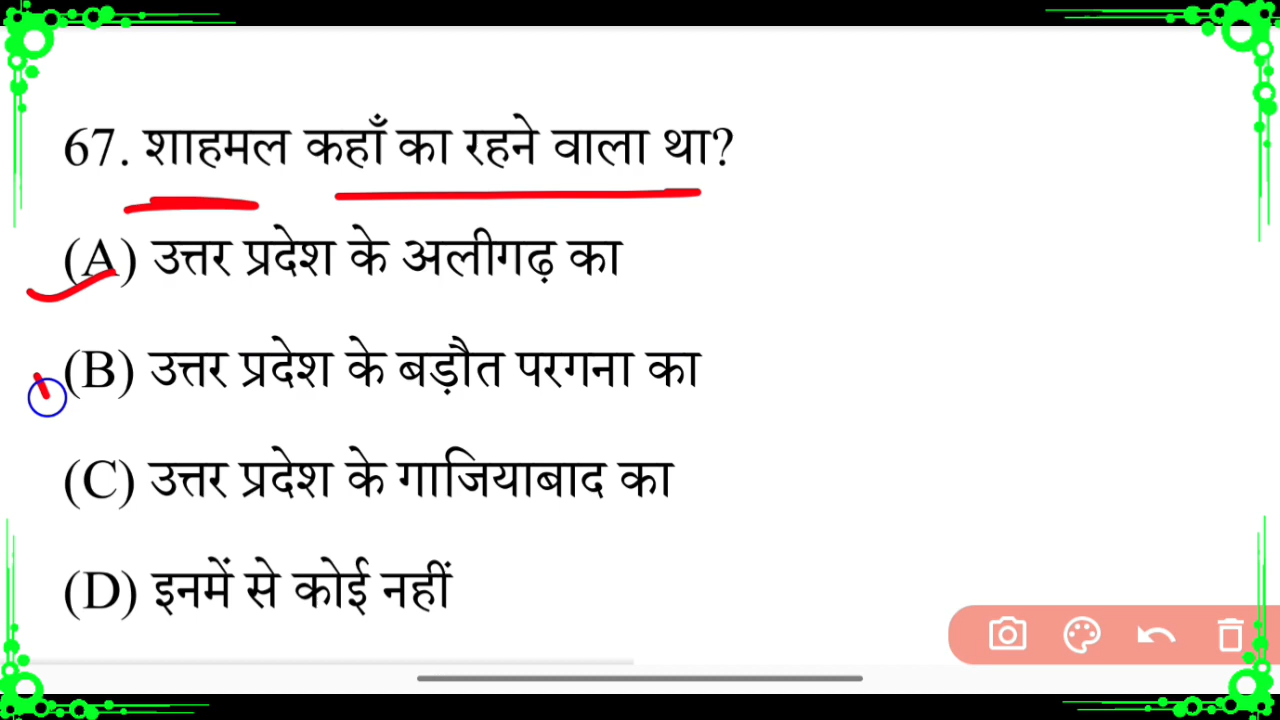 67. शाहमल कहाँ का रहने वाला था?
(A) उत्तर प्रदेश के अलीगढ़ का
(B) उत्तर प्रदेश के बड़ौत परगना का
(C) उत्तर प्रदेश के गाजियाबाद का
(D) इनमें से कोई नहीं